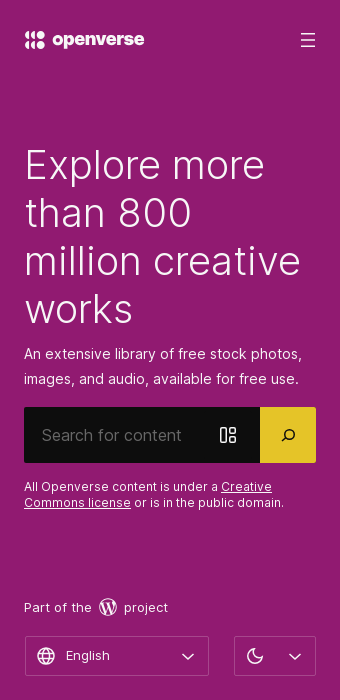 openverse
Explore more
than 800
million creative
works
An extensive library of free stock photos,
images, and audio, available for free use.
Search for content
All Openverse content is under a Creative
Commons license or is in the public domain.
Part of the project
English